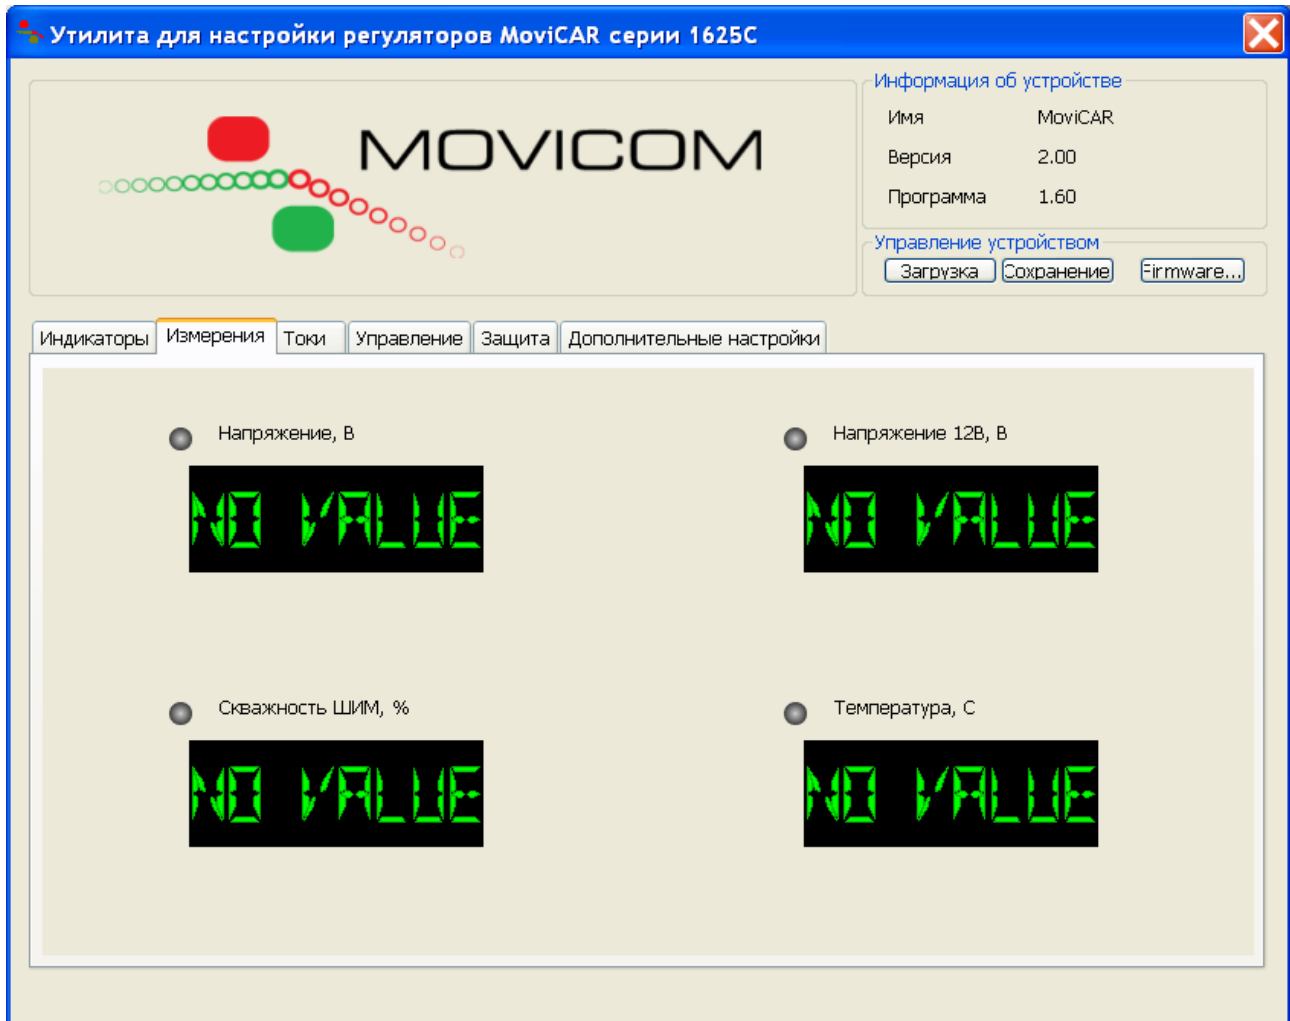 Утилита для настройки регуляторов MoviCAR серии 1625С
MOVICOM
Информация об устройстве
Имя MoviCAR
Версия 2.00
Программа 1.60
Управление устройством
Загрузка Сохранение Firmware...
Индикаторы Измерения Токи Управление Защита Дополнительные настройки
Напряжение, В Напряжение 12В, В
NO VALUE NO VALUE
Скважность ШИМ, % Температура, С
NO VALUE NO VALUE